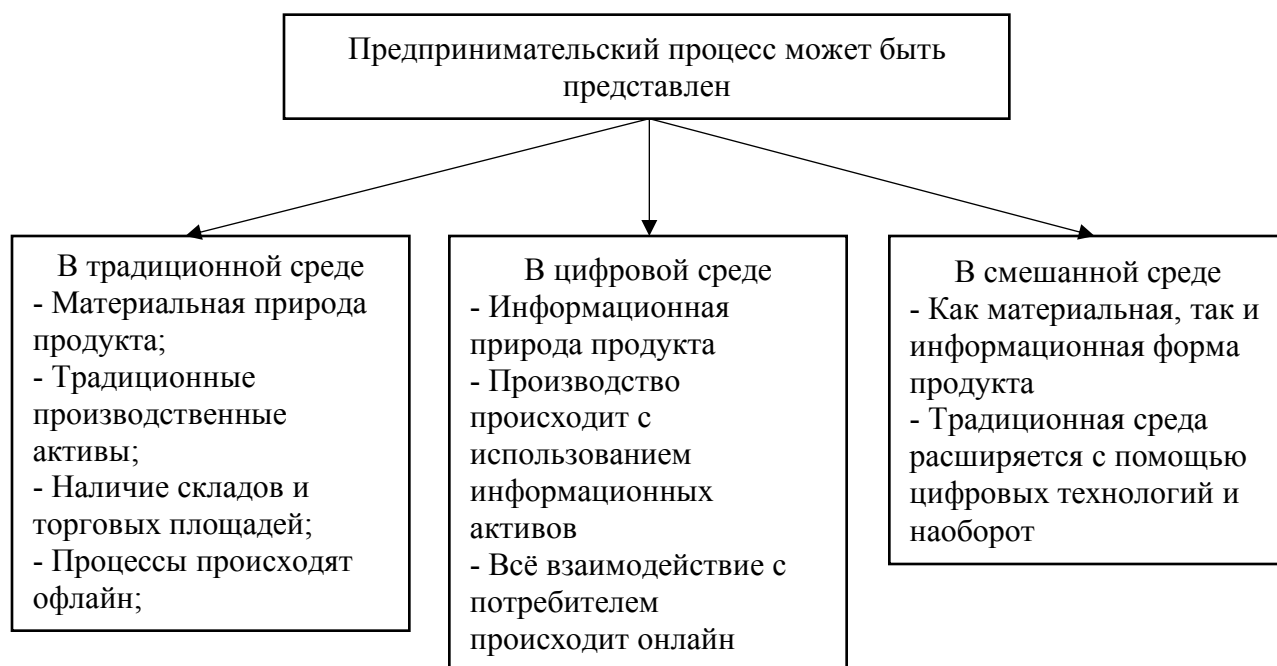 Предпринимательский процесс может быть
представлен
В традиционной среде
- Материальная природа
продукта;
- Традиционные
производственные
активы;
- Наличие складов и
торговых площадей;
- Процессы происходят
офлайн;
В цифровой среде
- Информационная
природа продукта
- Производство
происходит с
использованием
информационных
активов
- Всё взаимодействие с
потребителем
происходит онлайн
В смешанной среде
- Как материальная, так и
информационная форма
продукта
- Традиционная среда
расширяется с помощью
цифровых технологий и
наоборот